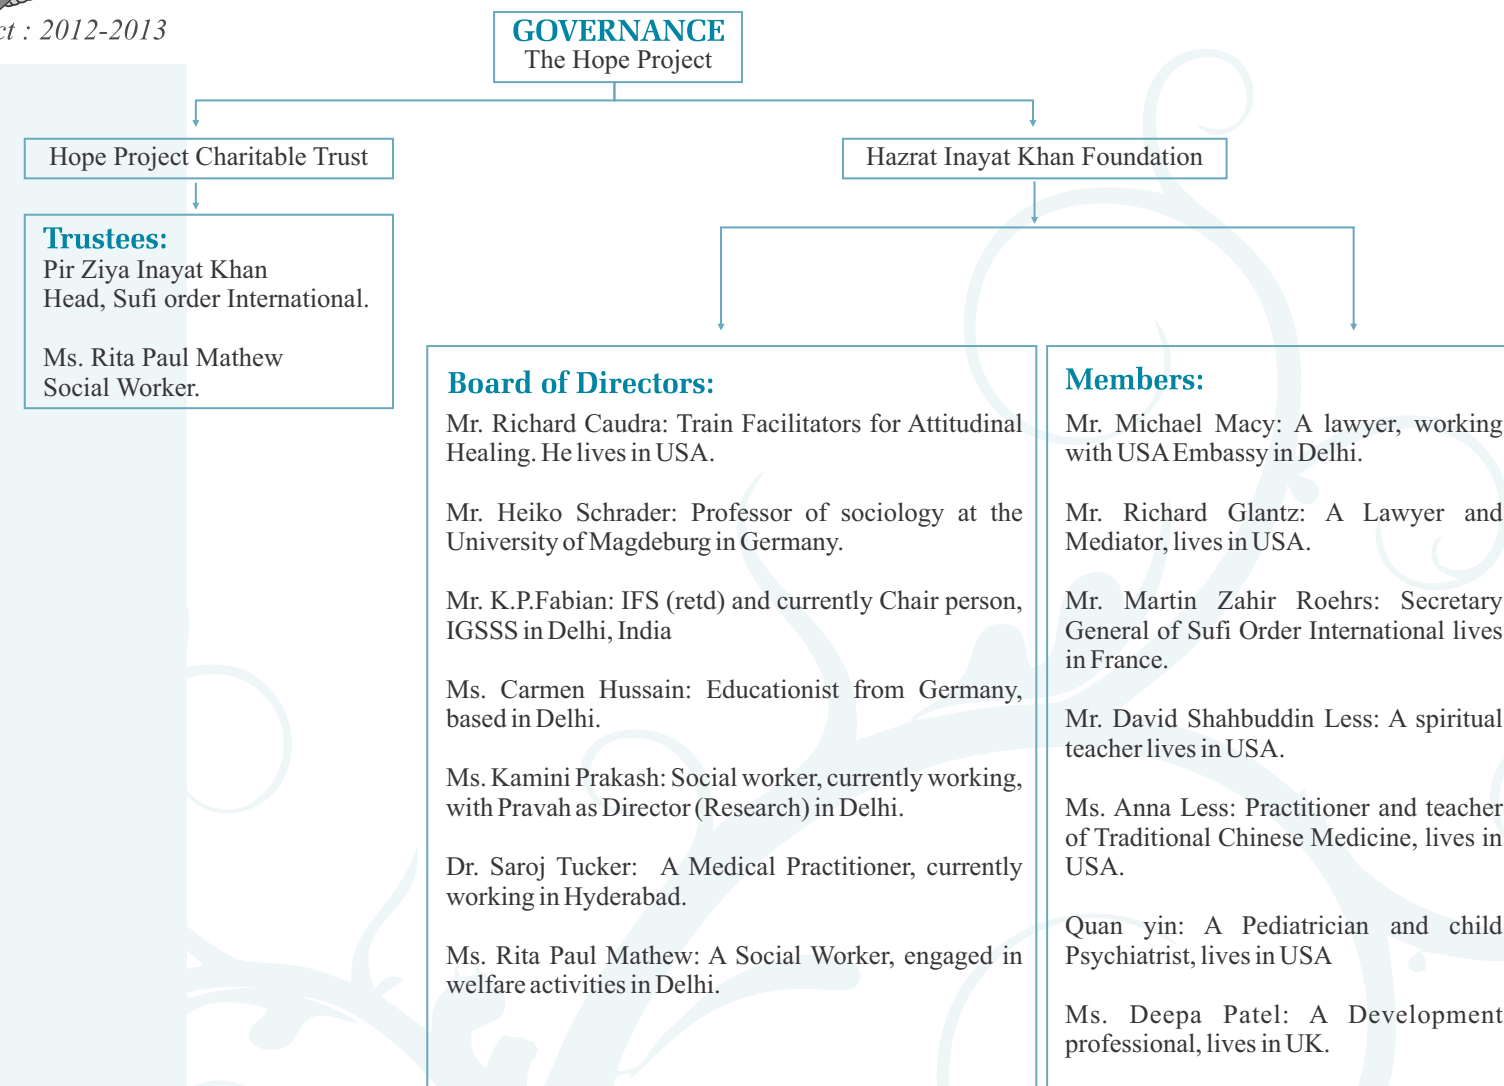 : 2012-2013
GOVERNANCE
The Hope Project
Hope Project Charitable Trust
Hazrat Inayat Khan Foundation
Trustees:
Pir Ziya Inayat Khan
Head, Sufi order International.
Ms. Rita Paul Mathew
Social Worker.
Board of Directors:
Mr. Richard Caudra: Train Facilitators for Attitudinal
Healing. He lives in USA.
Mr. Heiko Schrader: Professor of sociology at the
University of Magdeburg in Germany.
Mr. K.P.Fabian: IFS (retd) and currently Chair person,
IGSSS in Delhi, India
Ms. Carmen Hussain: Educationist from Germany,
based in Delhi.
Ms. Kamini Prakash: Social worker, currently working,
with Pravah as Director (Research) in Delhi.
Dr. Saroj Tucker: A Medical Practitioner, currently
working in Hyderabad.
Ms. Rita Paul Mathew: A Social Worker, engaged in
welfare activities in Delhi.
Members:
Mr. Michael Macy: A lawyer, working
with USA Embassy in Delhi.
Mr. Richard Glantz: A Lawyer and
Mediator, lives in USA.
Mr. Martin Zahir Roehrs: Secretary
General of Sufi Order International lives
in France.
Mr. David Shahbuddin Less: A spiritual
teacher lives in USA.
Ms. Anna Less: Practitioner and teacher
of Traditional Chinese Medicine, lives in
USA.
Quan yin: A Pediatrician and child
Psychiatrist, lives in USA
Ms. Deepa Patel: A Development
professional, lives in UK.